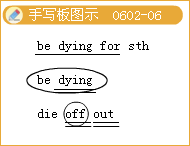 手写板图示 0602-06
be dying for sth
be dying
die off out